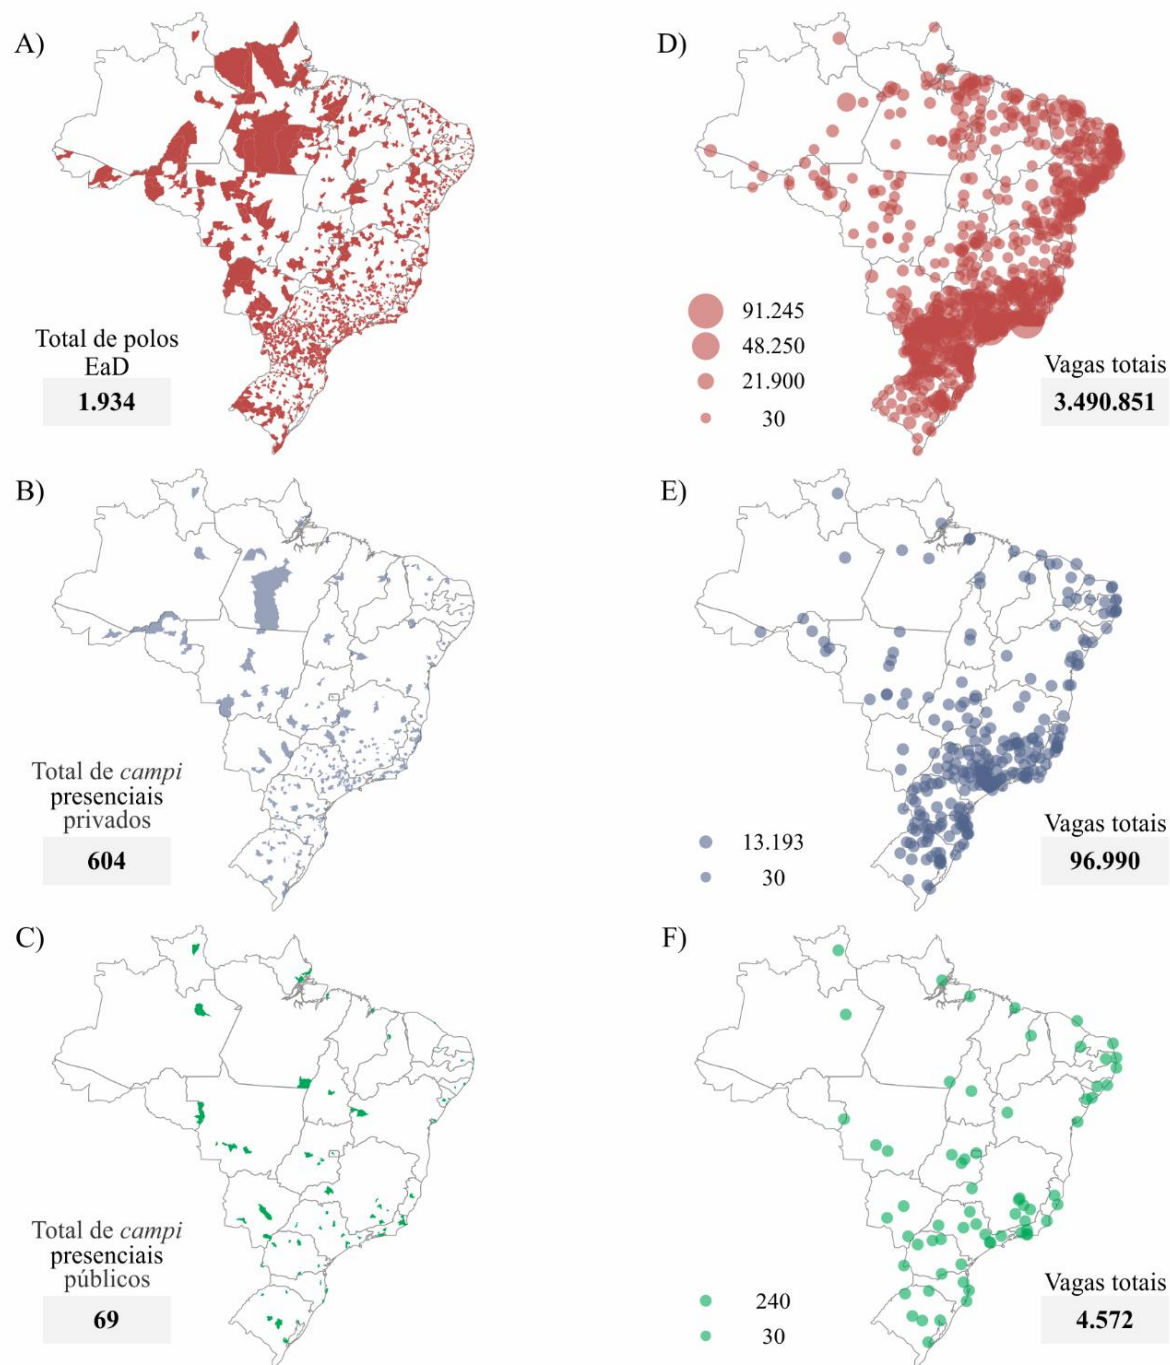 A)
Total de polos
EaD
1.934
D)
91.245
48.250
21.900
30
Vagas totais
3.490.851
B)
Total de campi
presenciais
privados
604
E)
13.193
30
Vagas totais
96.990
C)
Total de campi
presenciais
públicos
69
F)
240
30
Vagas totais
4.572